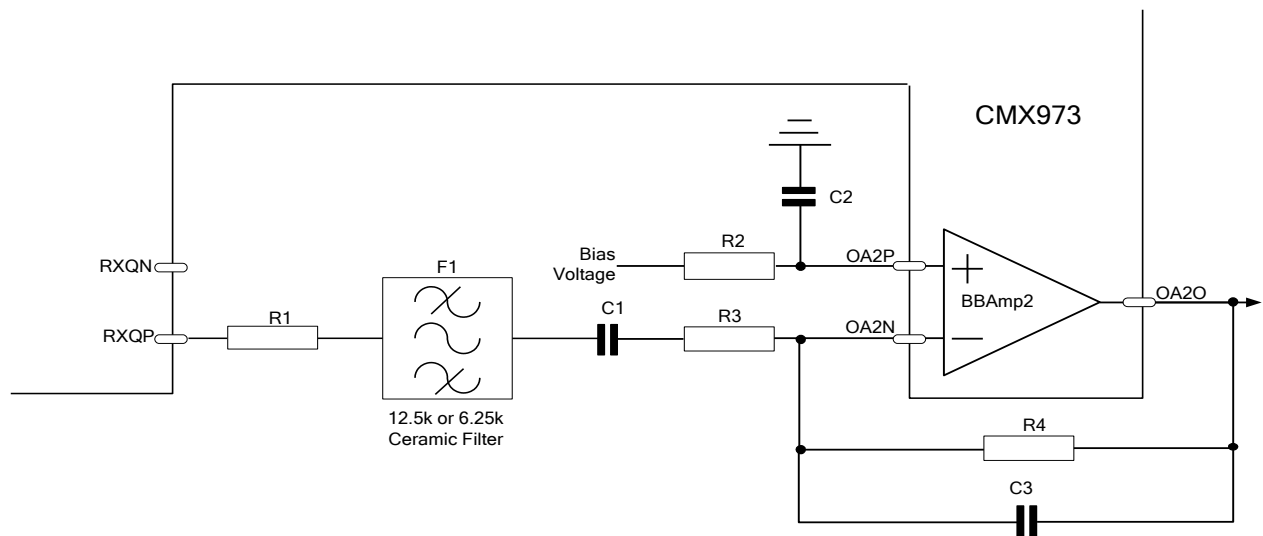 CMX973
C2
R2
Bias
Voltage
OA2P
RXQN
F1
BBAmp2
OA2O
C1
R3
OA2N
R1
RXQP
12.5k or 6.25k
Ceramic Filter
R4
C3